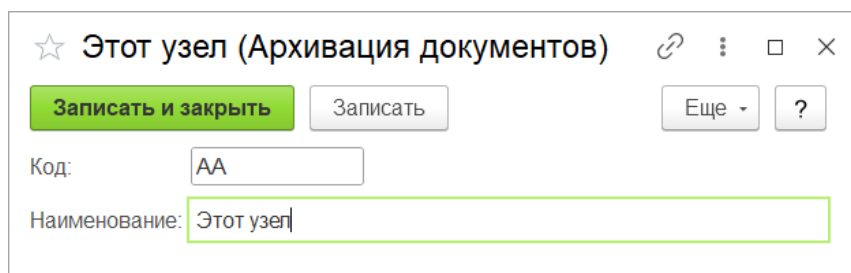 Этот узел (Архивация документов)
Записать и закрыть Записать Еще ?
Код: АА
Наименование: Этот узел